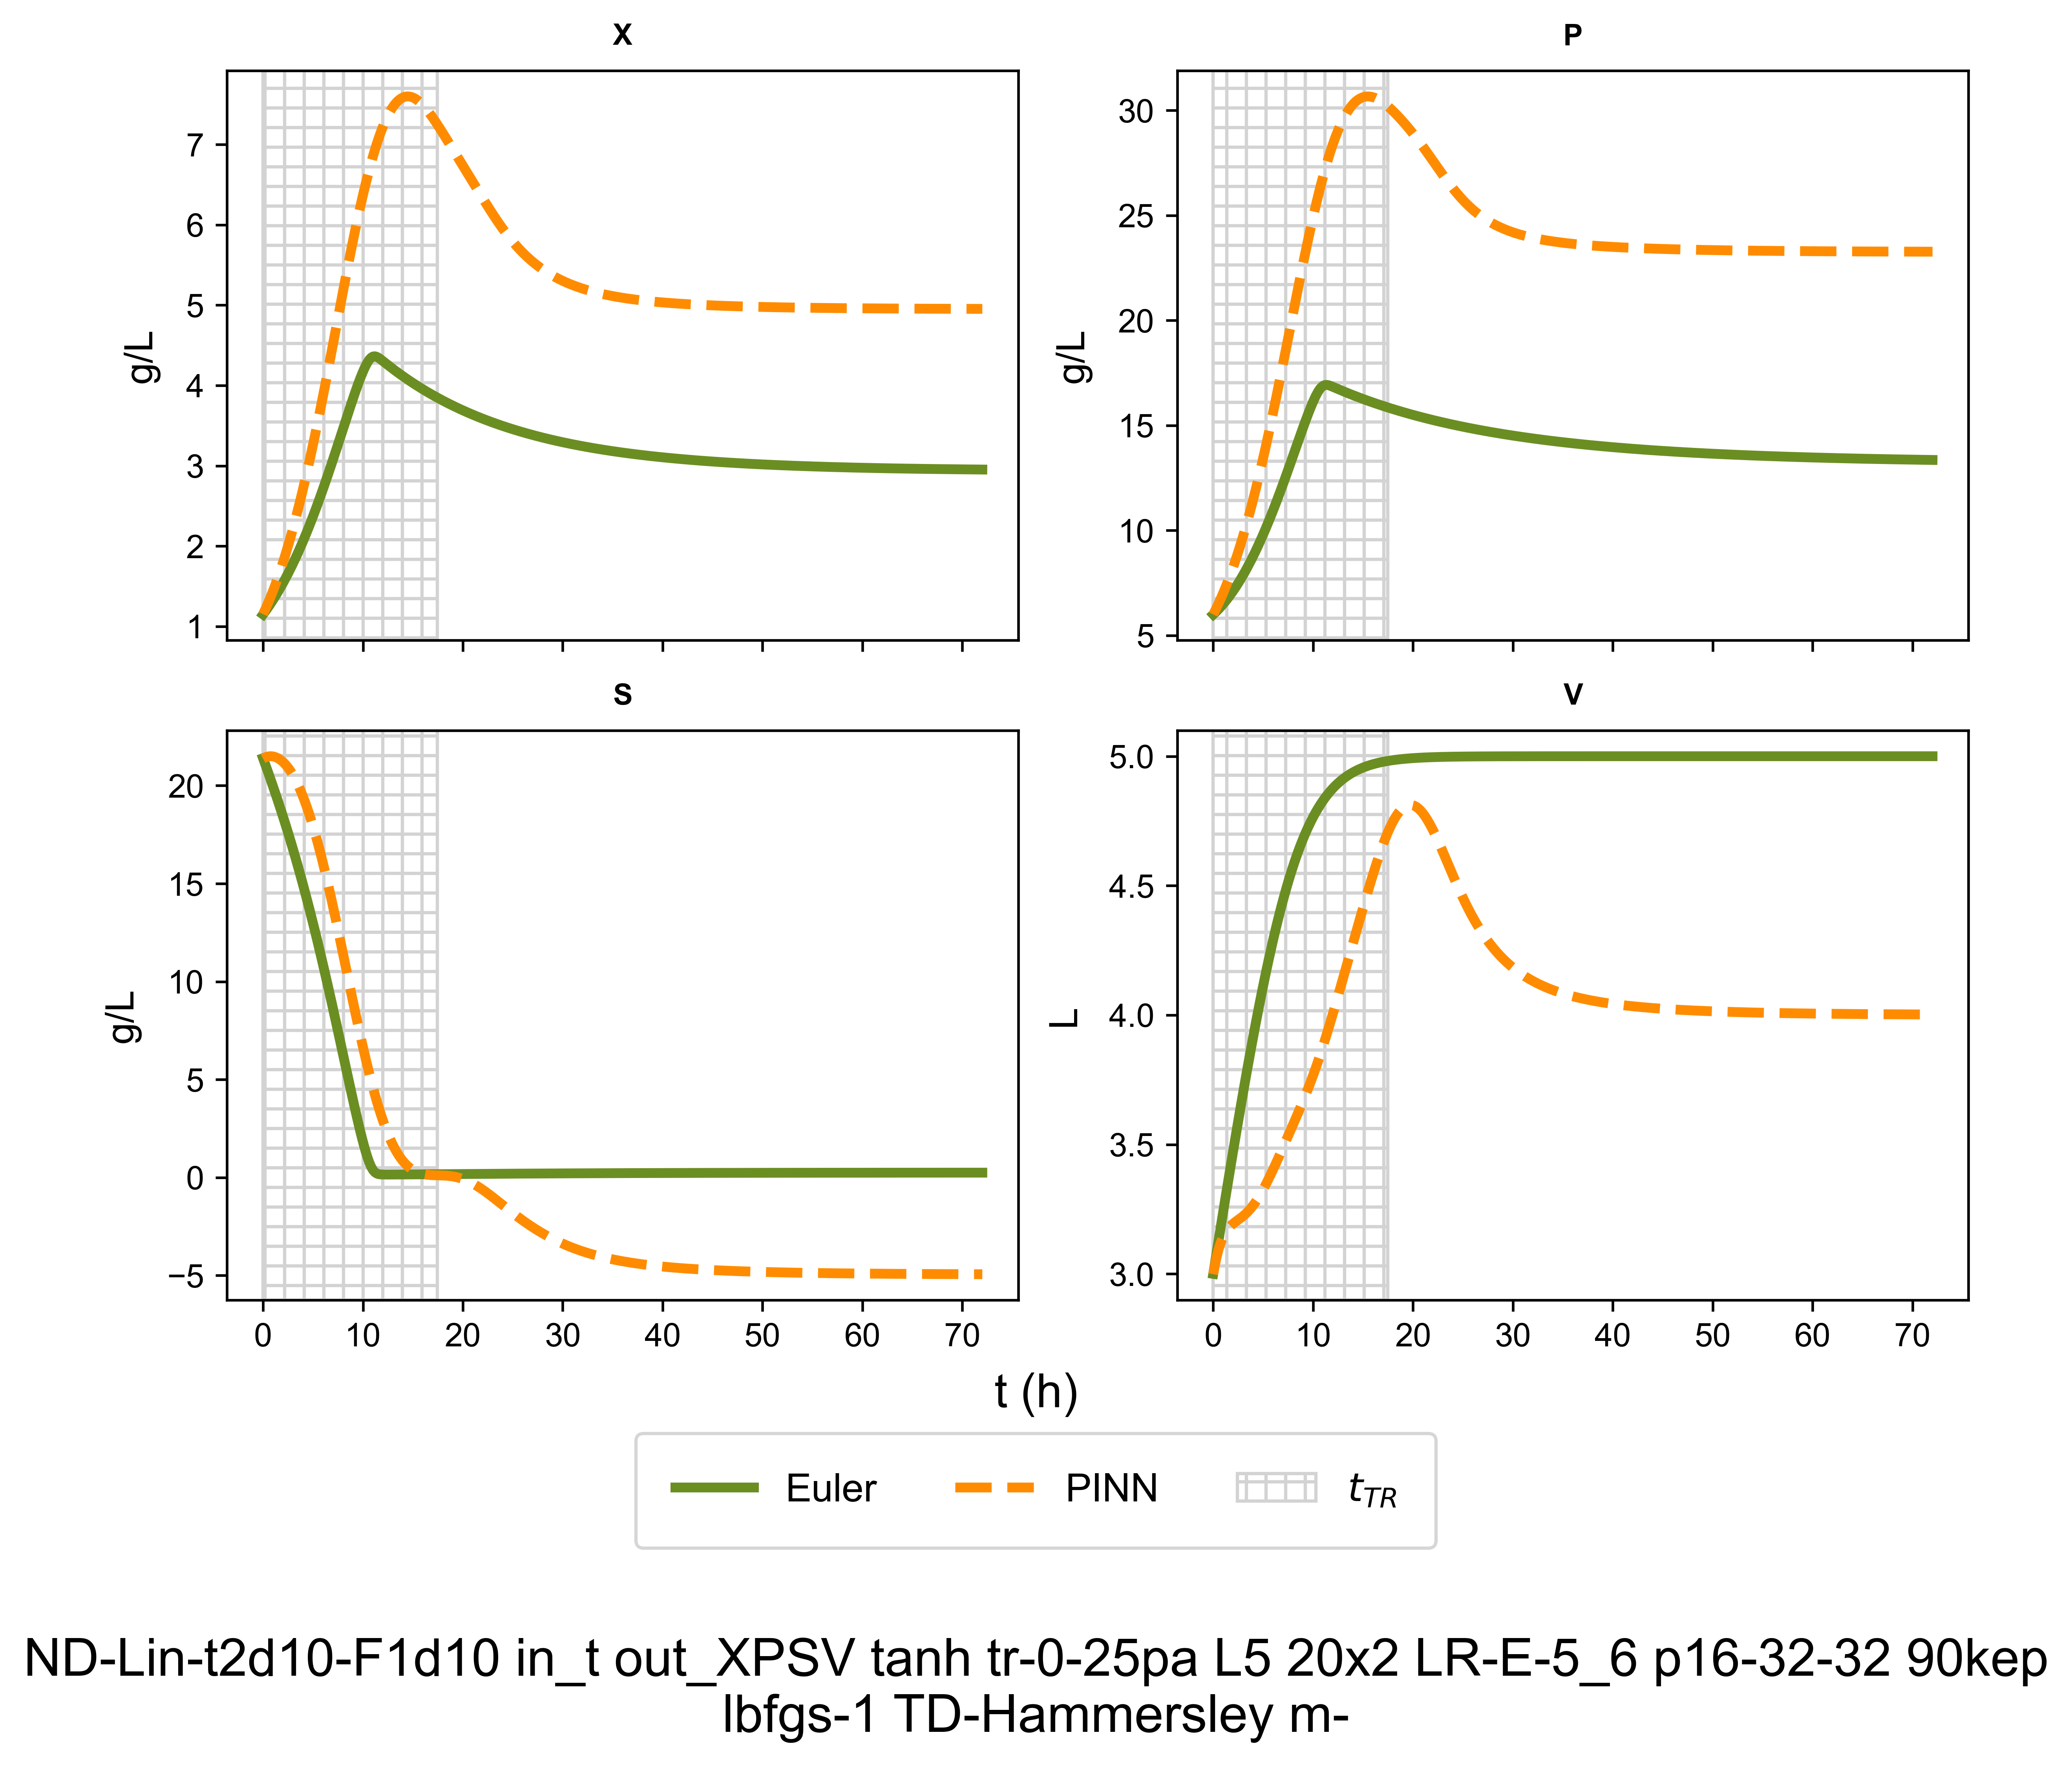 X
P
7
6
5
4
3
2
1
g/L
30
25
20
15
10
5
g/L
S
V
20
15
10
5
0
−5
g/L
5.0
4.5
4.0
3.5
3.0
L
0 10 20 30 40 50 60 70
0 10 20 30 40 50 60 70
t (h)
Euler PINN t_TR
ND-Lin-t2d10-F1d10 in_t out_XPSV tanh tr-0-25pa L5 20x2 LR-E-5_6 p16-32-32 90kep
lbfgs-1 TD-Hammersley m-